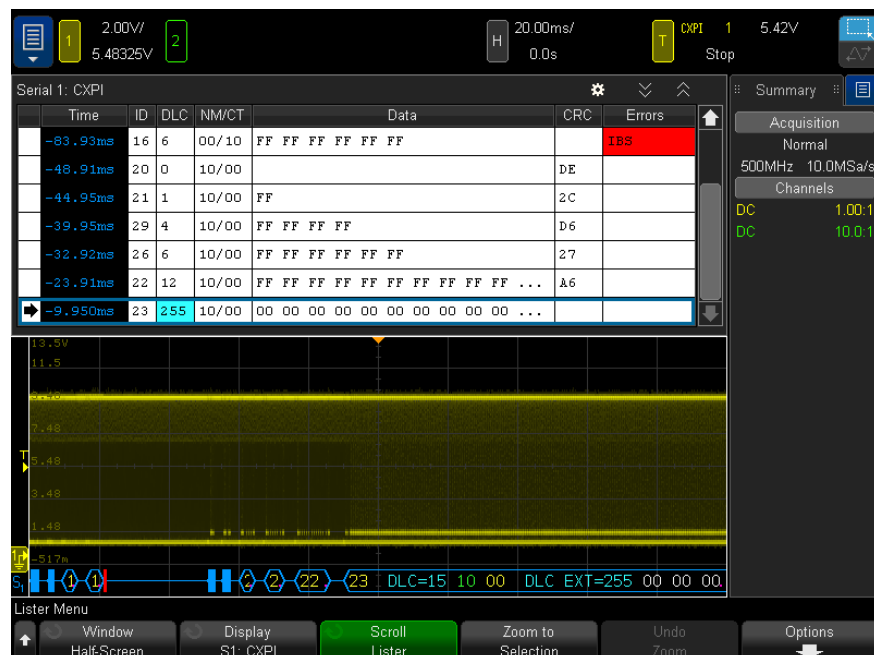 1 2.00V/ 5.48325V 2 H 20.00ms/ 0.0s T CXPI 1 5.42V Stop
Serial 1: CXPI
Time ID DLC NM/CT Data CRC Errors
-83.93ms 16 6 00/10 FF FF FF FF FF FF IBS
-48.91ms 20 0 10/00 DE
-44.95ms 21 1 10/00 FF 2C
-39.95ms 29 4 10/00 FF FF FF FF D6
-32.92ms 26 6 10/00 FF FF FF FF FF FF 27
-23.91ms 22 12 10/00 FF FF FF FF FF FF FF FF FF FF ... A6
-9.950ms 23 255 10/00 00 00 00 00 00 00 00 00 00 00 ...
Summary
Acquisition
Normal
500MHz 10.0MSa/s
Channels
DC 1.00:1
DC 10.0:1
13.5V
11.5
9.48
7.48
T 5.48
3.48
1.48
1 -517m
S1 (1) (1) (2) (2) (22) (23 DLC=15 10 00 DLC EXT=255 00 00 00
Lister Menu
Window Half-Screen
Display S1: CXPI
Scroll Lister
Zoom to Selection
Undo Zoom
Options